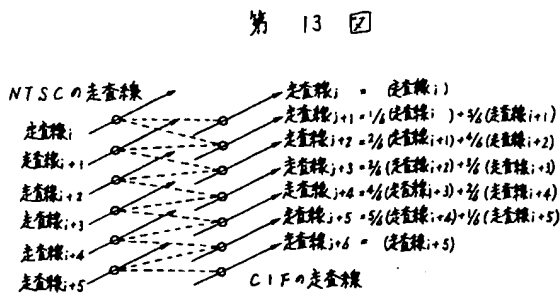 第 13 図
NTSCの走査線
走査線i
走査線i+1
走査線i+2
走査線i+3
走査線i+4
走査線i+5
走査線j = (走査線i)
走査線j+1=1/6(走査線i)+5/6(走査線i+1)
走査線j+2=2/6(走査線i+1)+4/6(走査線i+2)
走査線j+3=3/6(走査線i+2)+3/6(走査線i+3)
走査線j+4=4/6(走査線i+3)+2/6(走査線i+4)
走査線j+5=5/6(走査線i+4)+1/6(走査線i+5)
走査線j+6 = (走査線i+5)
CIFの走査線